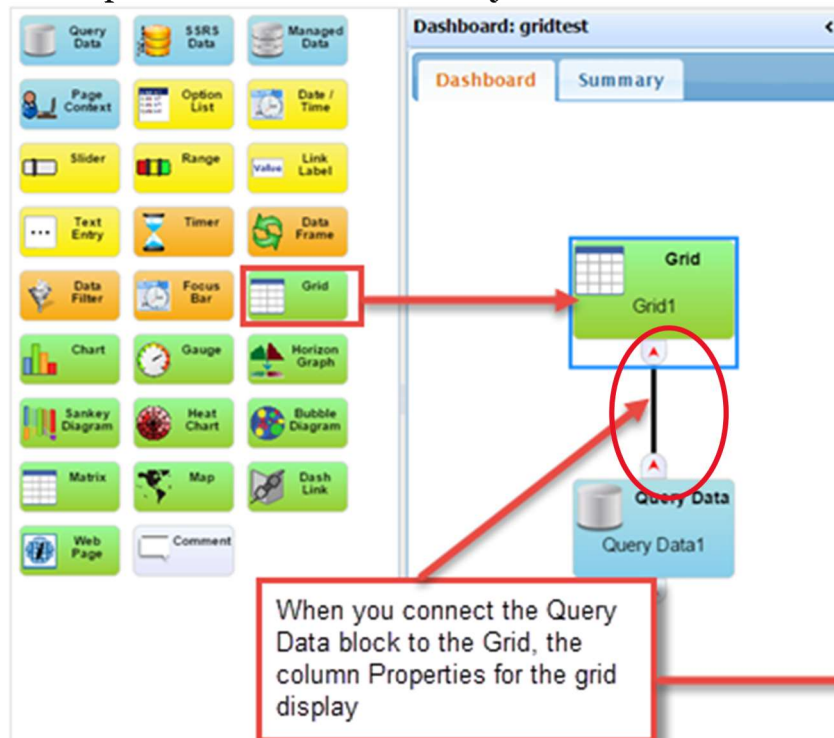 Query
Data
SSRS
Data
Managed
Data
Page
Context
Option
List
Date /
Time
Slider
Range
Value
Link
Label
Text
Entry
Timer
Data
Frame
Data
Filter
Focus
Bar
Grid
Chart
Gauge
Horizon
Graph
Sankey
Diagram
Heat
Chart
Bubble
Diagram
Matrix
Map
Dash
Link
Web
Page
Comment
Dashboard: gridtest
Dashboard
Summary
Grid
Grid1
Query Data
Query Data1
When you connect the Query
Data block to the Grid, the
column Properties for the grid
display